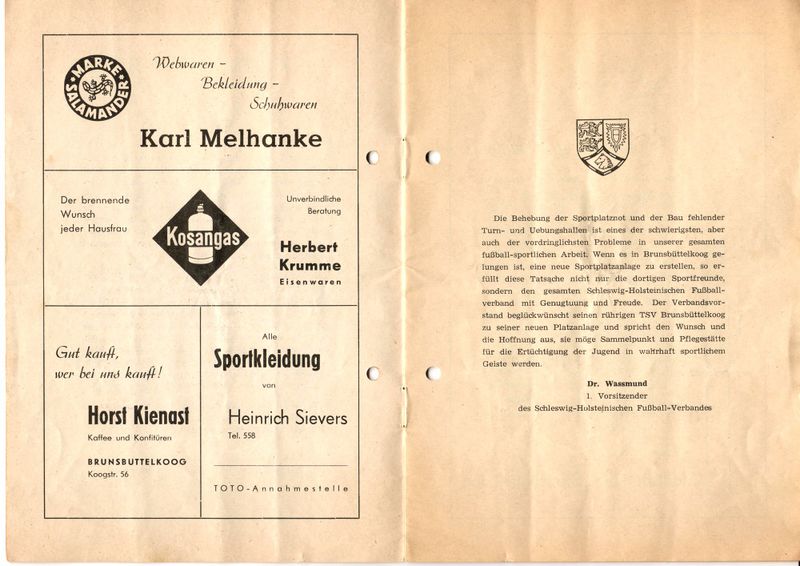 MARKE
SALAMANDER
Webwaren –
Bekleidung –
Schuhwaren
Karl Melhanke
Der brennende
Wunsch
jeder Hausfrau
Kosangas
Unverbindliche
Beratung
Herbert
Krumme
Eisenwaren
Gut kauft,
wer bei uns kauft!
Horst Kienast
Kaffee und Konfitüren
BRUNSBUTTELKOOG
Koogstr. 56
Alle
Sportkleidung
von
Heinrich Sievers
Tel. 558
TOTO-Annahmestelle
Die Behebung der Sportplatznot und der Bau fehlender
Turn- und Uebungshallen ist eines der schwierigsten, aber
auch der vordringlichsten Probleme in unserer gesamten
fußball-sportlichen Arbeit. Wenn es in Brunsbüttelkoog ge-
lungen ist, eine neue Sportplatzanlage zu erstellen, so er-
füllt diese Tatsache nicht nur die dortigen Sportfreunde,
sondern den gesamten Schleswig-Holsteinischen Fußball-
verband mit Genugtuung und Freude. Der Verbandsvor-
stand beglückwünscht seinen rührigen TSV Brunsbüttelkoog
zu seiner neuen Platzanlage und spricht den Wunsch und
die Hoffnung aus, sie möge Sammelpunkt und Pflegestätte
für die Ertüchtigung der Jugend in wahrhaft sportlichem
Geiste werden.
Dr. Wassmund
1. Vorsitzender
des Schleswig-Holsteinischen Fußball-Verbandes